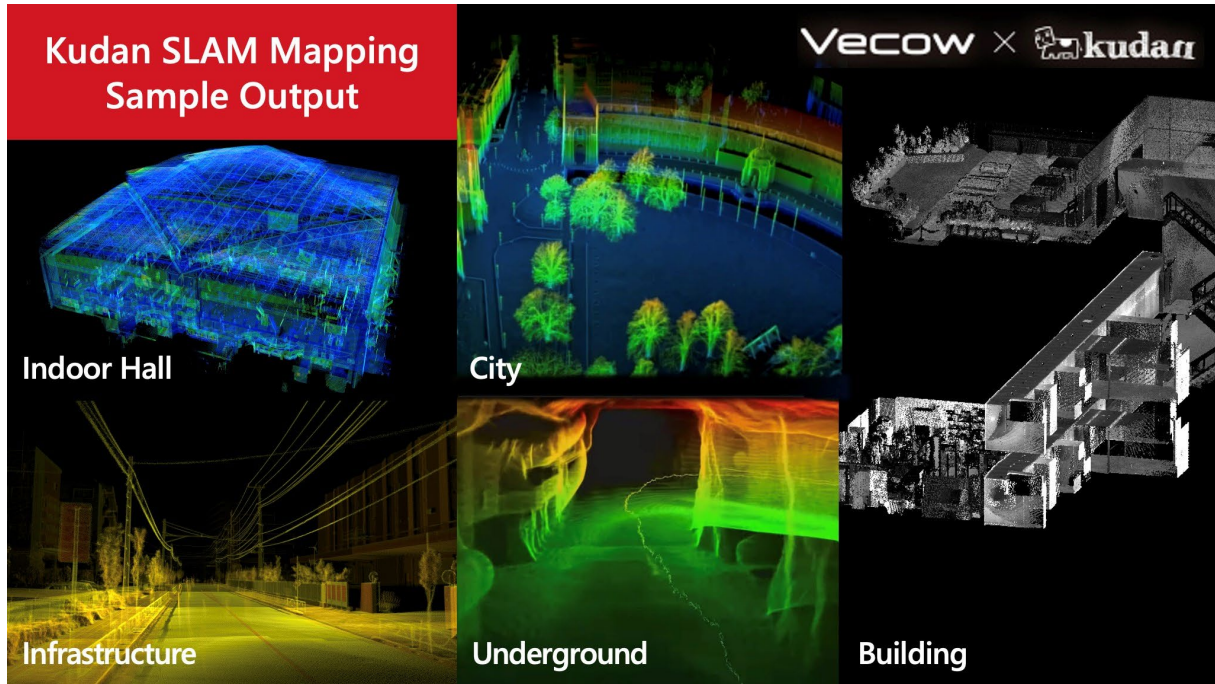 Kudan SLAM Mapping
Sample Output
Vecow × kudan
Indoor Hall
City
Infrastructure
Underground
Building